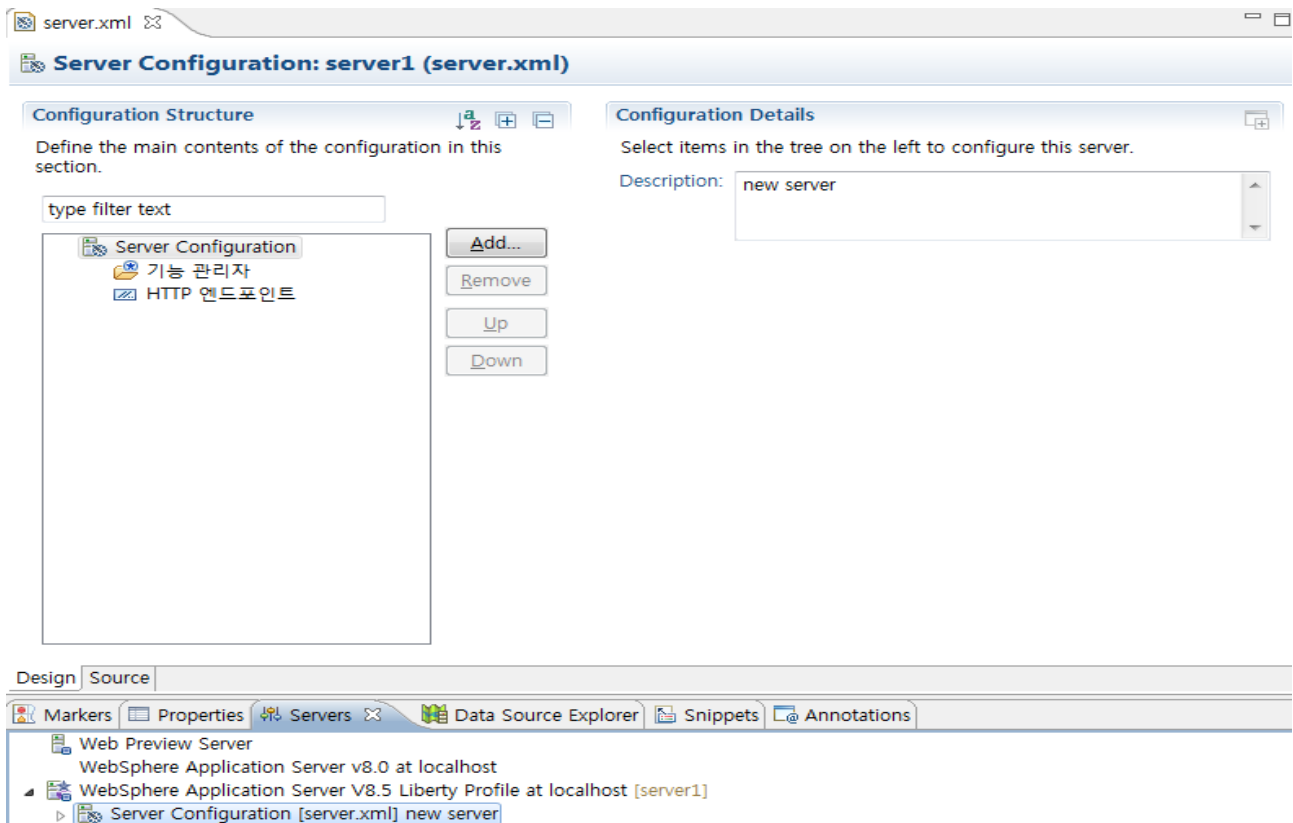 server.xml
Server Configuration: server1 (server.xml)
Configuration Structure
Define the main contents of the configuration in this
section.
type filter text
Server Configuration
기능 관리자
HTTP 엔드포인트
Add...
Remove
Up
Down
Configuration Details
Select items in the tree on the left to configure this server.
Description: new server
Design Source
Markers Properties Servers Data Source Explorer Snippets Annotations
Web Preview Server
WebSphere Application Server v8.0 at localhost
WebSphere Application Server V8.5 Liberty Profile at localhost [server1]
Server Configuration [server.xml] new server